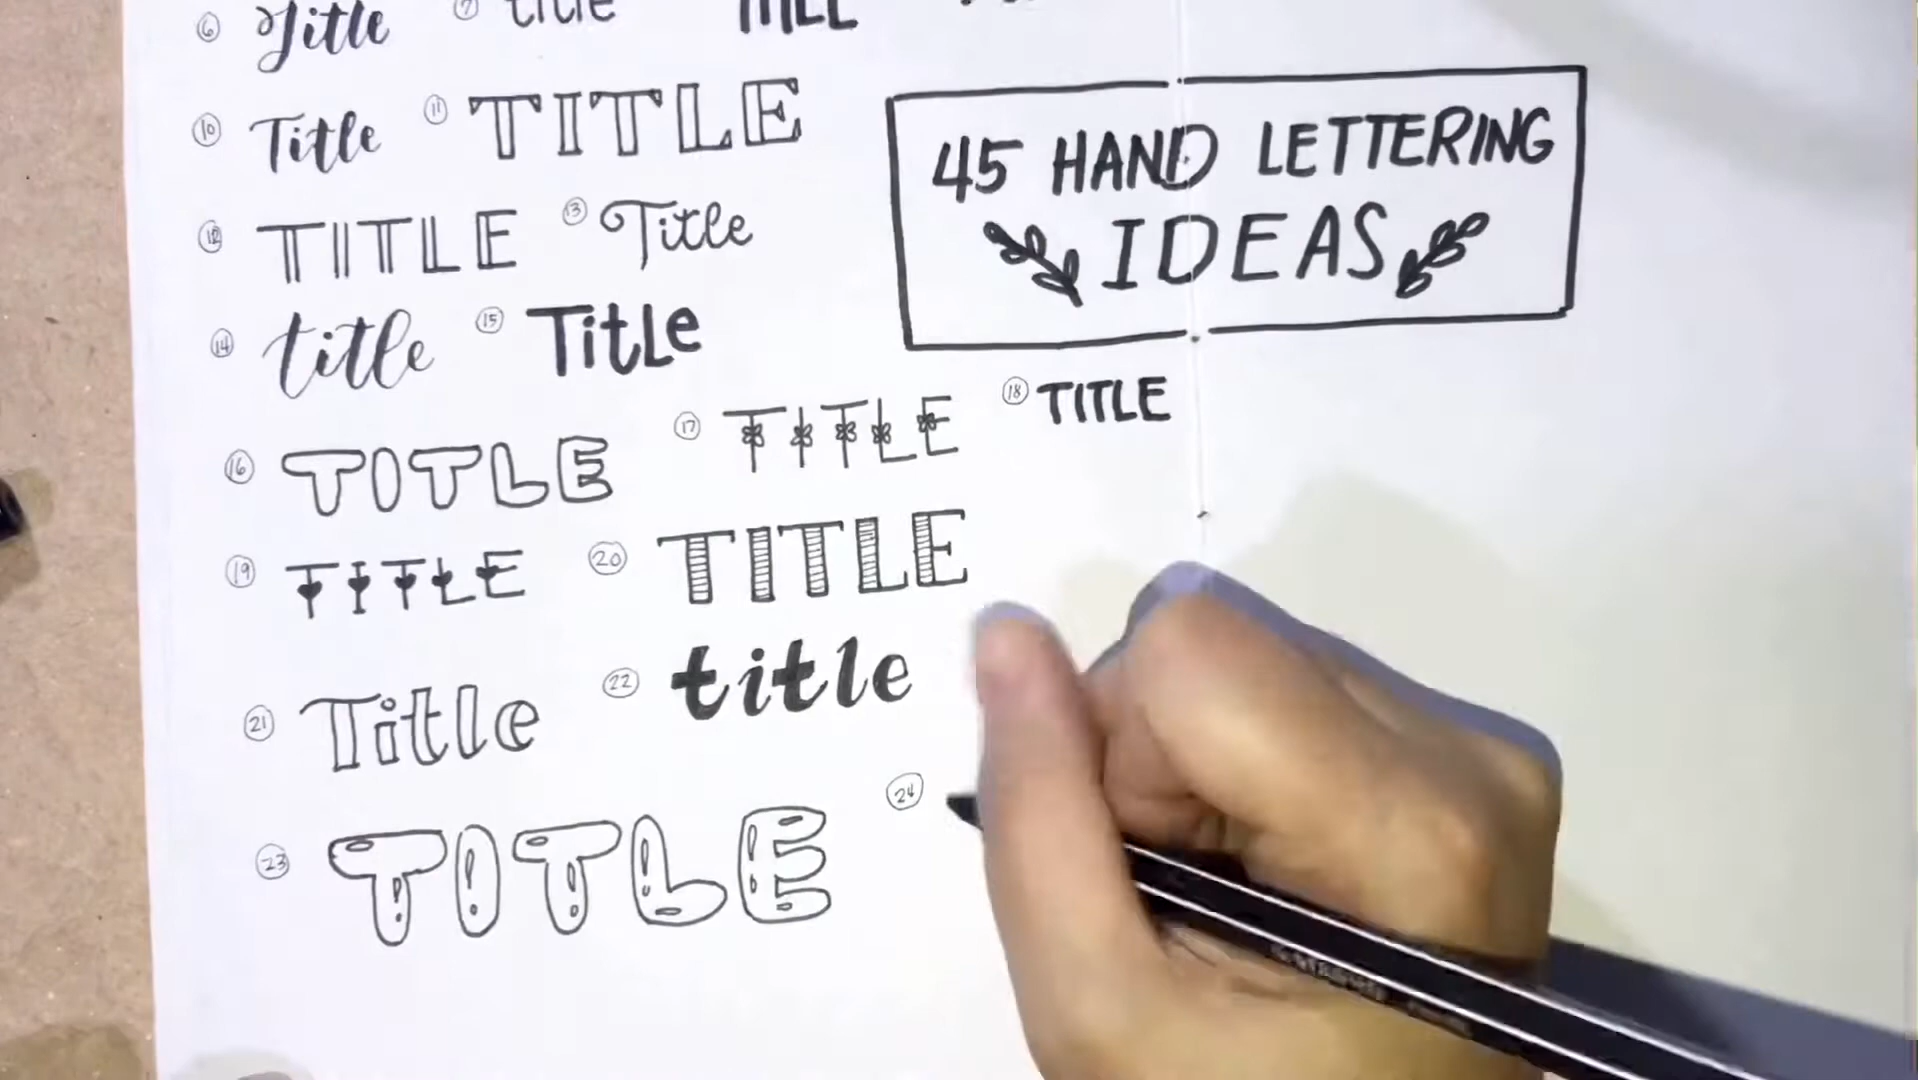 6 Title 7 title TITLE
10 Title 11 TITLE
45 HAND LETTERING
IDEAS
12 TITLE 13 Title
14 title 15 Title
16 TITLE 17 TITLE 18 TITLE
19 TITLE 20 TITLE
21 Title 22 title
23 TITLE 24